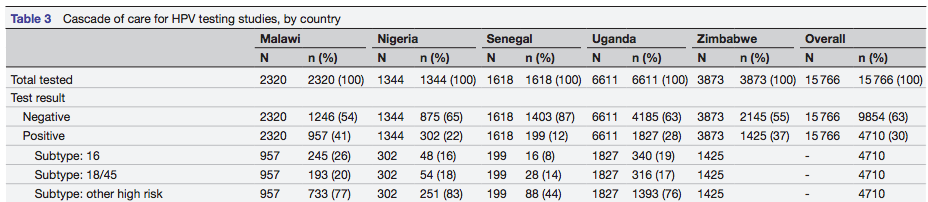 Table 3 Cascade of care for HPV testing studies, by country
Malawi Nigeria Senegal Uganda Zimbabwe Overall
N n (%) N n (%) N n (%) N n (%) N n (%) N n (%)
Total tested 2320 2320 (100) 1344 1344 (100) 1618 1618 (100) 6611 6611 (100) 3873 3873 (100) 15 766 15 766 (100)
Test result
Negative 2320 1246 (54) 1344 875 (65) 1618 1403 (87) 6611 4185 (63) 3873 2145 (55) 15 766 9854 (63)
Positive 2320 957 (41) 1344 302 (22) 1618 199 (12) 6611 1827 (28) 3873 1425 (37) 15 766 4710 (30)
Subtype: 16 957 245 (26) 302 48 (16) 199 16 (8) 1827 340 (19) 1425 - 4710
Subtype: 18/45 957 193 (20) 302 54 (18) 199 28 (14) 1827 316 (17) 1425 - 4710
Subtype: other high risk 957 733 (77) 302 251 (83) 199 88 (44) 1827 1393 (76) 1425 - 4710